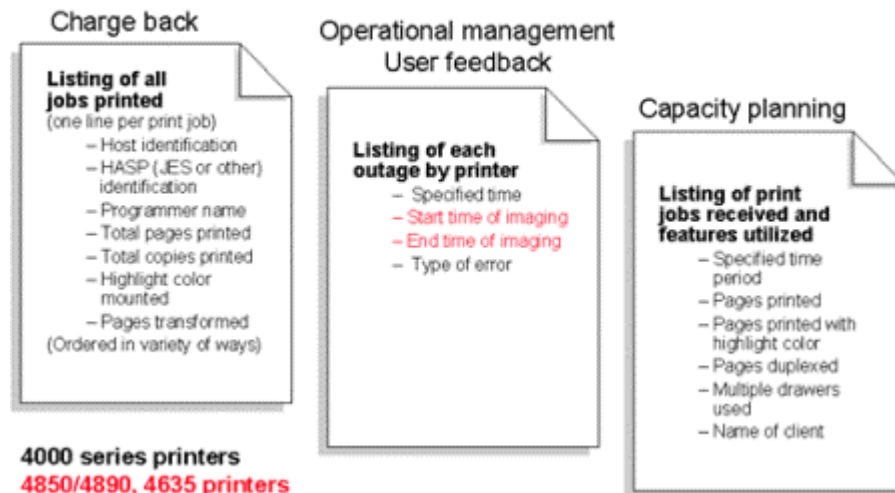 Charge back
Listing of all
jobs printed
(one line per print job)
– Host identification
– HASP (JES or other)
identification
– Programmer name
– Total pages printed
– Total copies printed
– Highlight color
mounted
– Pages transformed
(Ordered in variety of ways)
4000 series printers
4850/4890, 4635 printers
Operational management
User feedback
Listing of each
outage by printer
– Specified time
– Start time of imaging
– End time of imaging
– Type of error
Capacity planning
Listing of print
jobs received and
features utilized
– Specified time
period
– Pages printed
– Pages printed with
highlight color
– Pages duplexed
– Multiple drawers
used
– Name of client